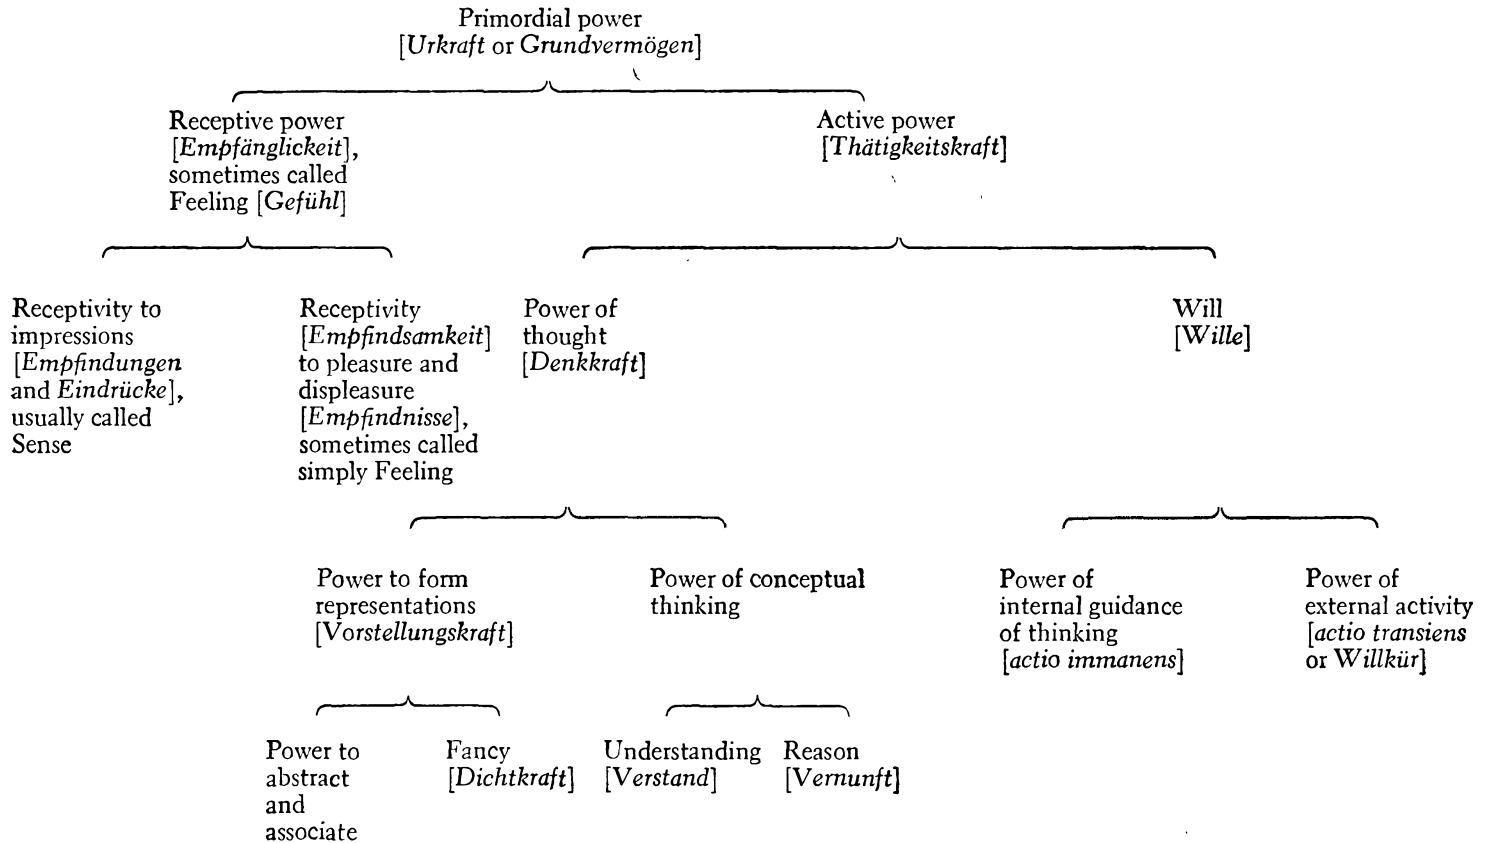 Primordial power
[Urkraft or Grundvermögen]
Receptive power
[Empfänglickeit],
sometimes called
Feeling [Gefühl]
Active power
[Thätigkeitskraft]
Receptivity to
impressions
[Empfindungen
and Eindrücke],
usually called
Sense
Receptivity
[Empfindsamkeit]
to pleasure and
displeasure
[Empfindnisse],
sometimes called
simply Feeling
Power of
thought
[Denkkraft]
Will
[Wille]
Power to form
representations
[Vorstellungskraft]
Power of conceptual
thinking
Power of
internal guidance
of thinking
[actio immanens]
Power of
external activity
[actio transiens
or Willkür]
Power to
abstract
and
associate
Fancy
[Dichtkraft]
Understanding
[Verstand]
Reason
[Vernunft]